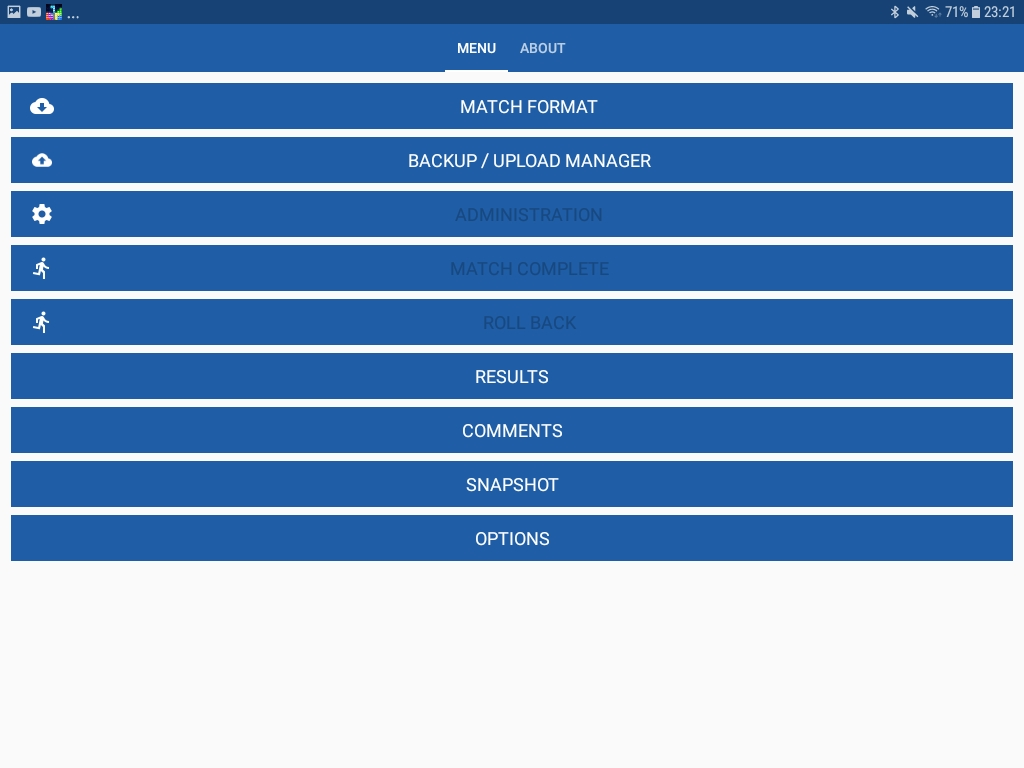 ... 71% 23:21
MENU ABOUT
MATCH FORMAT
BACKUP / UPLOAD MANAGER
ADMINISTRATION
MATCH COMPLETE
ROLL BACK
RESULTS
COMMENTS
SNAPSHOT
OPTIONS